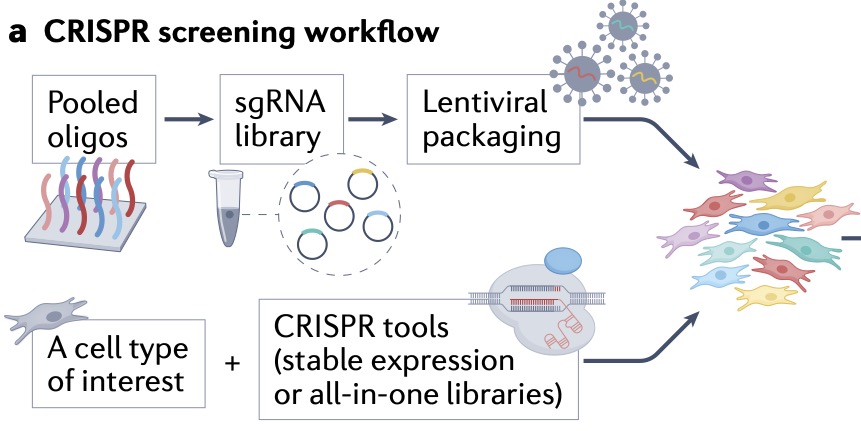 a CRISPR screening workflow
Pooled
oligos
sgRNA
library
Lentiviral
packaging
A cell type
of interest
+
CRISPR tools
(stable expression
or all-in-one libraries)